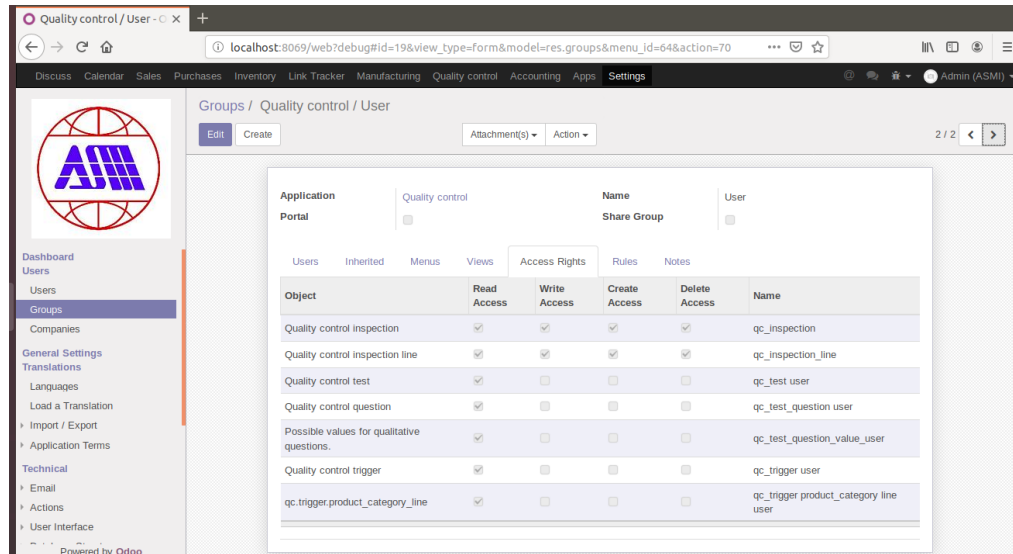 Quality control / User - O
localhost:8069/web?debug#id=19&view_type=form&model=res.groups&menu_id=64&action=70
Discuss Calendar Sales Purchases Inventory Link Tracker Manufacturing Quality control Accounting Apps Settings @ Admin (ASMI)
ASMI
Groups / Quality control / User
Edit Create Attachment(s) Action 2 / 2
Application Quality control Name User
Portal Share Group
Users Inherited Menus Views Access Rights Rules Notes
Object Read Access Write Access Create Access Delete Access Name
Quality control inspection qc_inspection
Quality control inspection line qc_inspection_line
Quality control test qc_test user
Quality control question qc_test_question user
Possible values for qualitative questions. qc_test_question_value_user
Quality control trigger qc_trigger user
qc.trigger.product_category_line qc_trigger product_category line user
Dashboard
Users
Users
Groups
Companies
General Settings
Translations
Languages
Load a Translation
Import / Export
Application Terms
Technical
Email
Actions
User Interface
Powered by Odoo